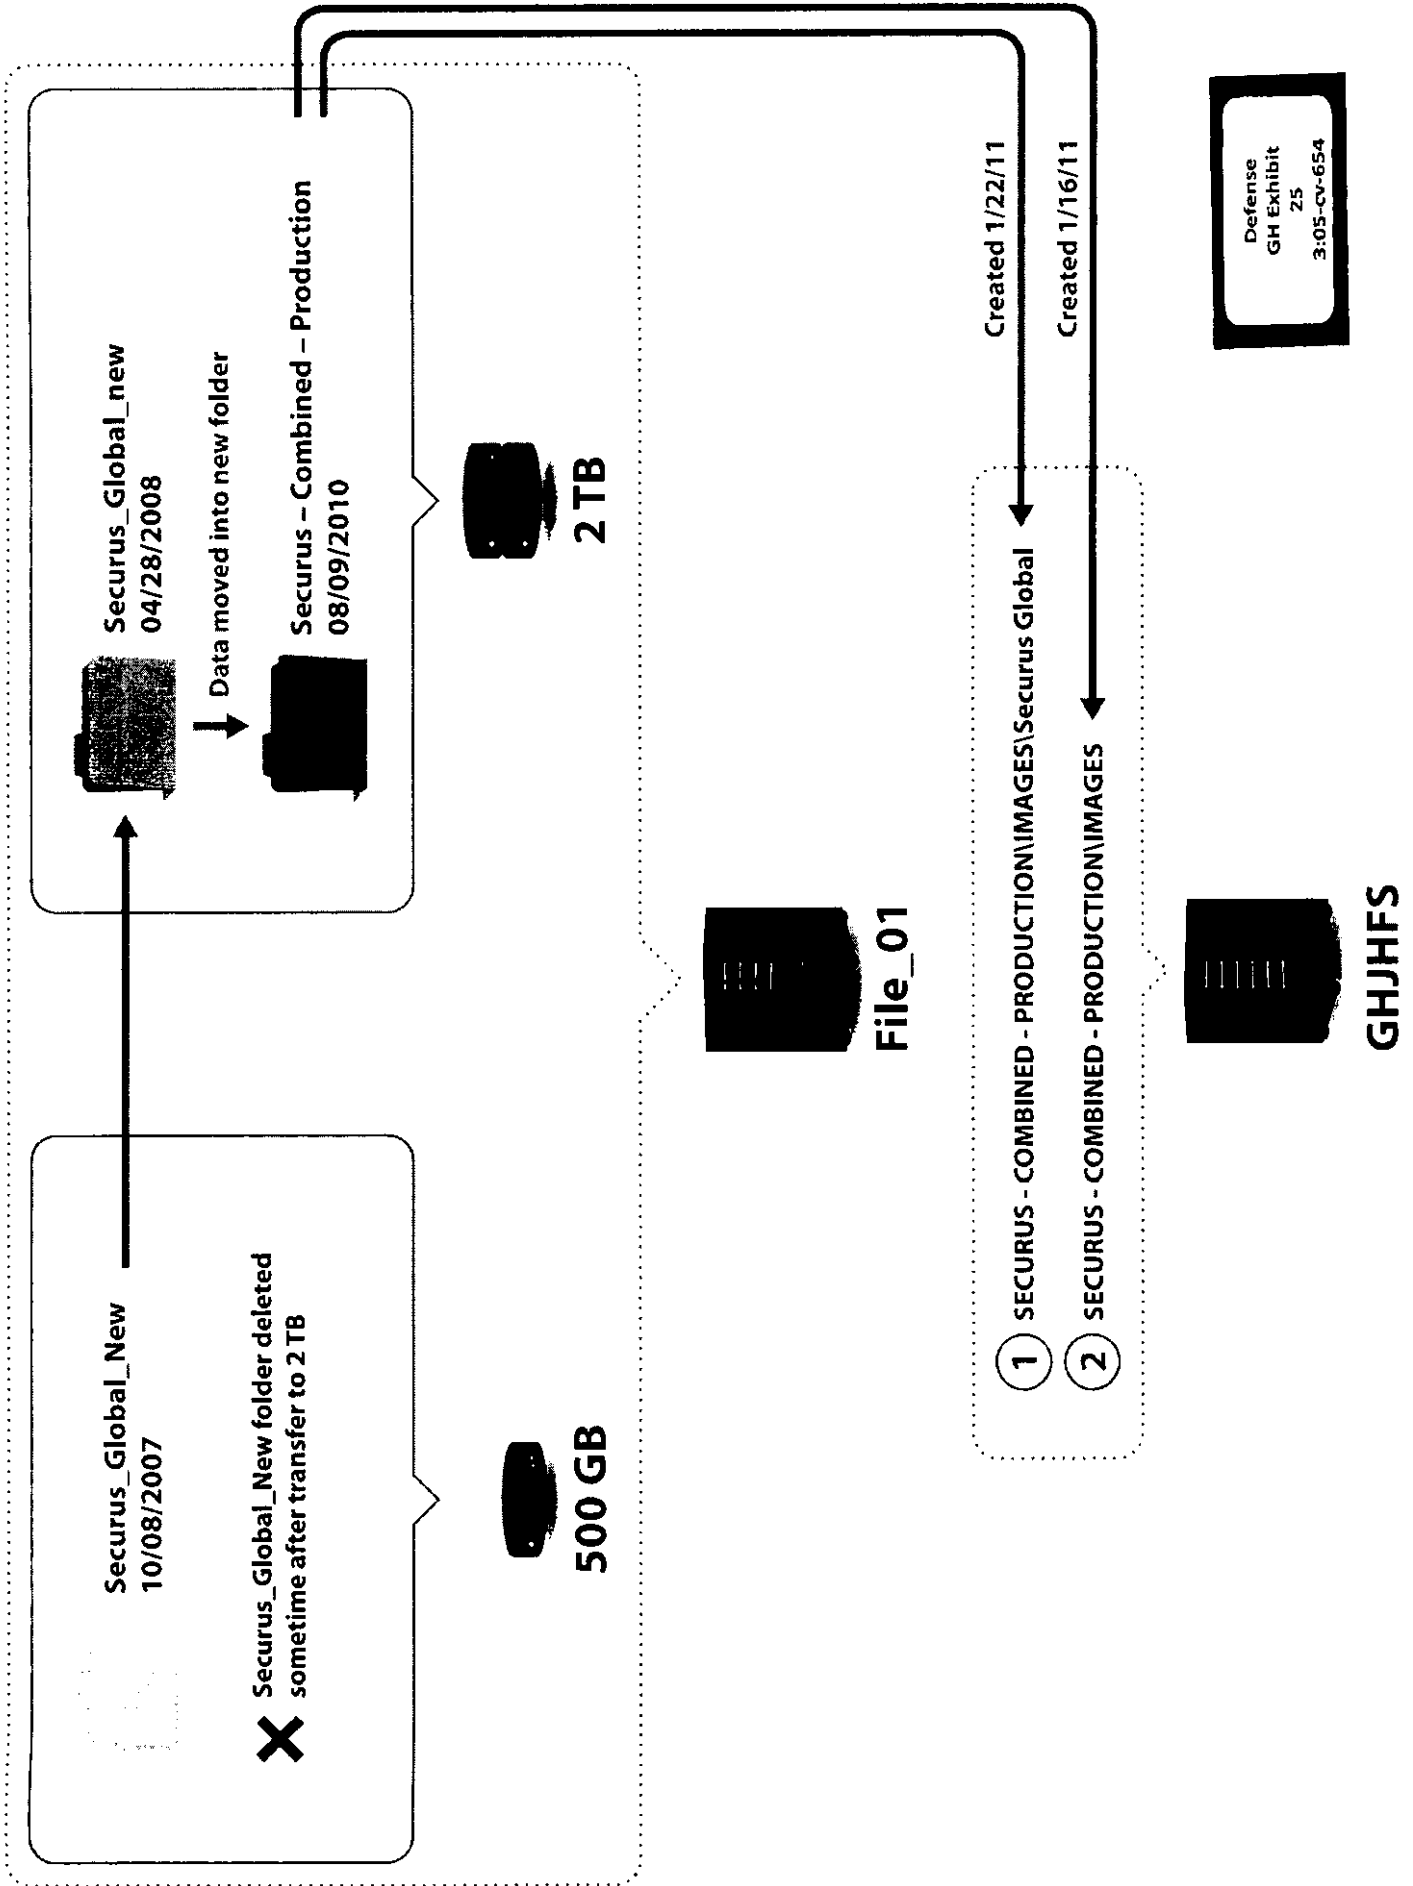 Securus_Global_New
10/08/2007
Securus_Global_New folder deleted
sometime after transfer to 2 TB
500 GB
Securus_Global_new
04/28/2008
Data moved into new folder
Securus – Combined – Production
08/09/2010
2 TB
File_01
Created 1/22/11
Created 1/16/11
1 SECURUS - COMBINED - PRODUCTION\IMAGES\Securus Global
2 SECURUS - COMBINED - PRODUCTION\IMAGES
GHJHFS
Defense
GH Exhibit
25
3:05-cv-654